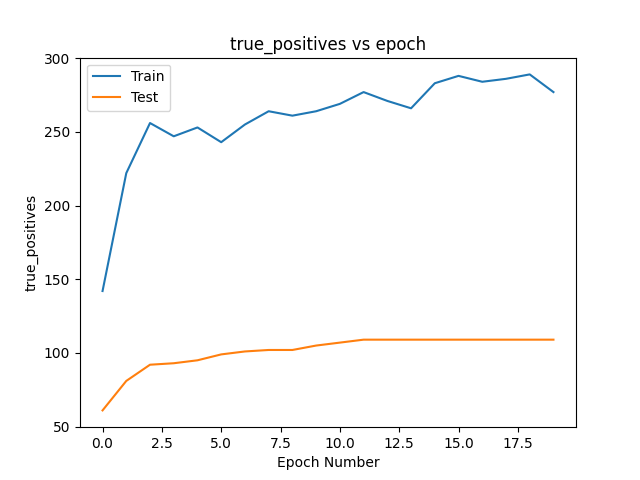 true_positives vs epoch
300
250
200
150
100
50
true_positives
Train
Test
0.0 2.5 5.0 7.5 10.0 12.5 15.0 17.5
Epoch Number